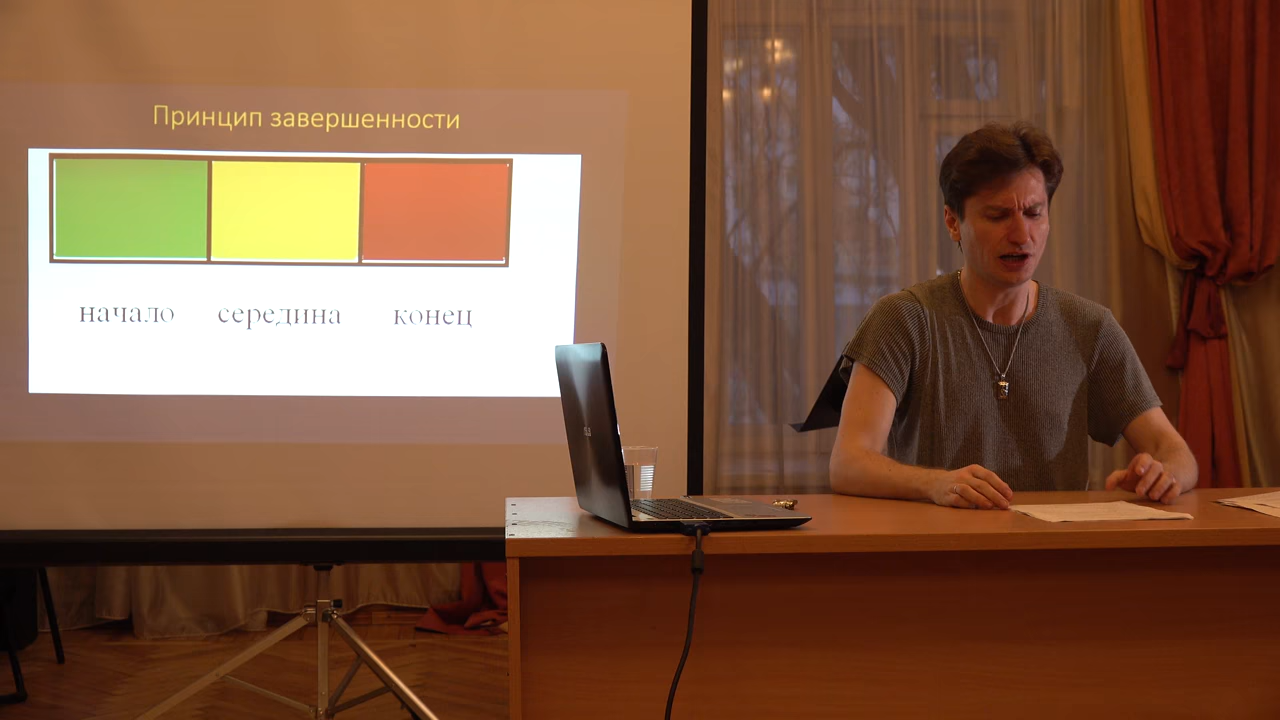 Принцип завершенности
начало середина конец